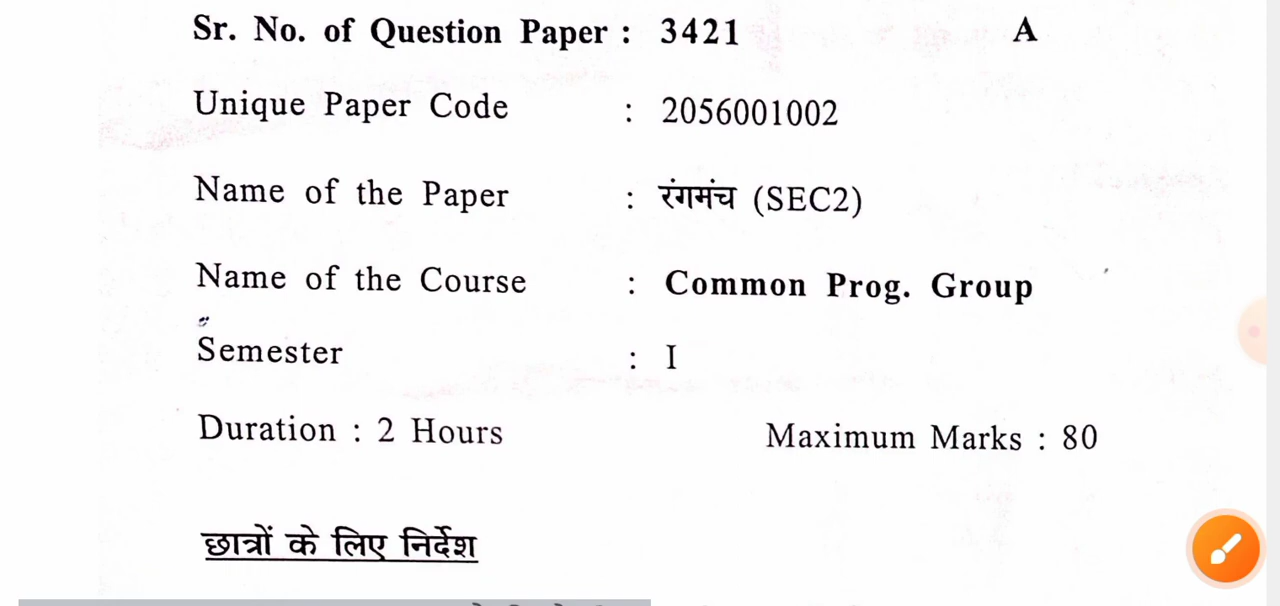 Sr. No. of Question Paper : 3421 A
Unique Paper Code : 2056001002
Name of the Paper : रंगमंच (SEC2)
Name of the Course : Common Prog. Group
Semester : I
Duration : 2 Hours Maximum Marks : 80
छात्रों के लिए निर्देश